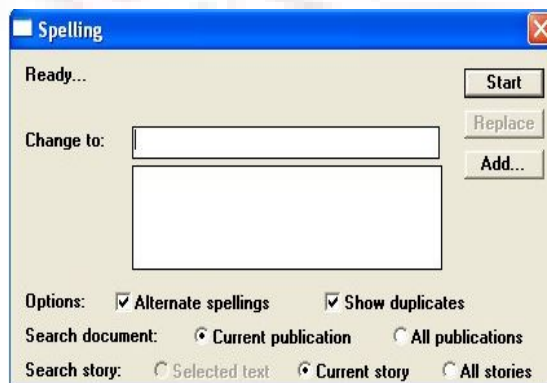 Spelling
Ready...
Start
Replace
Change to:
Add...
Options: Alternate spellings Show duplicates
Search document: Current publication All publications
Search story: Selected text Current story All stories